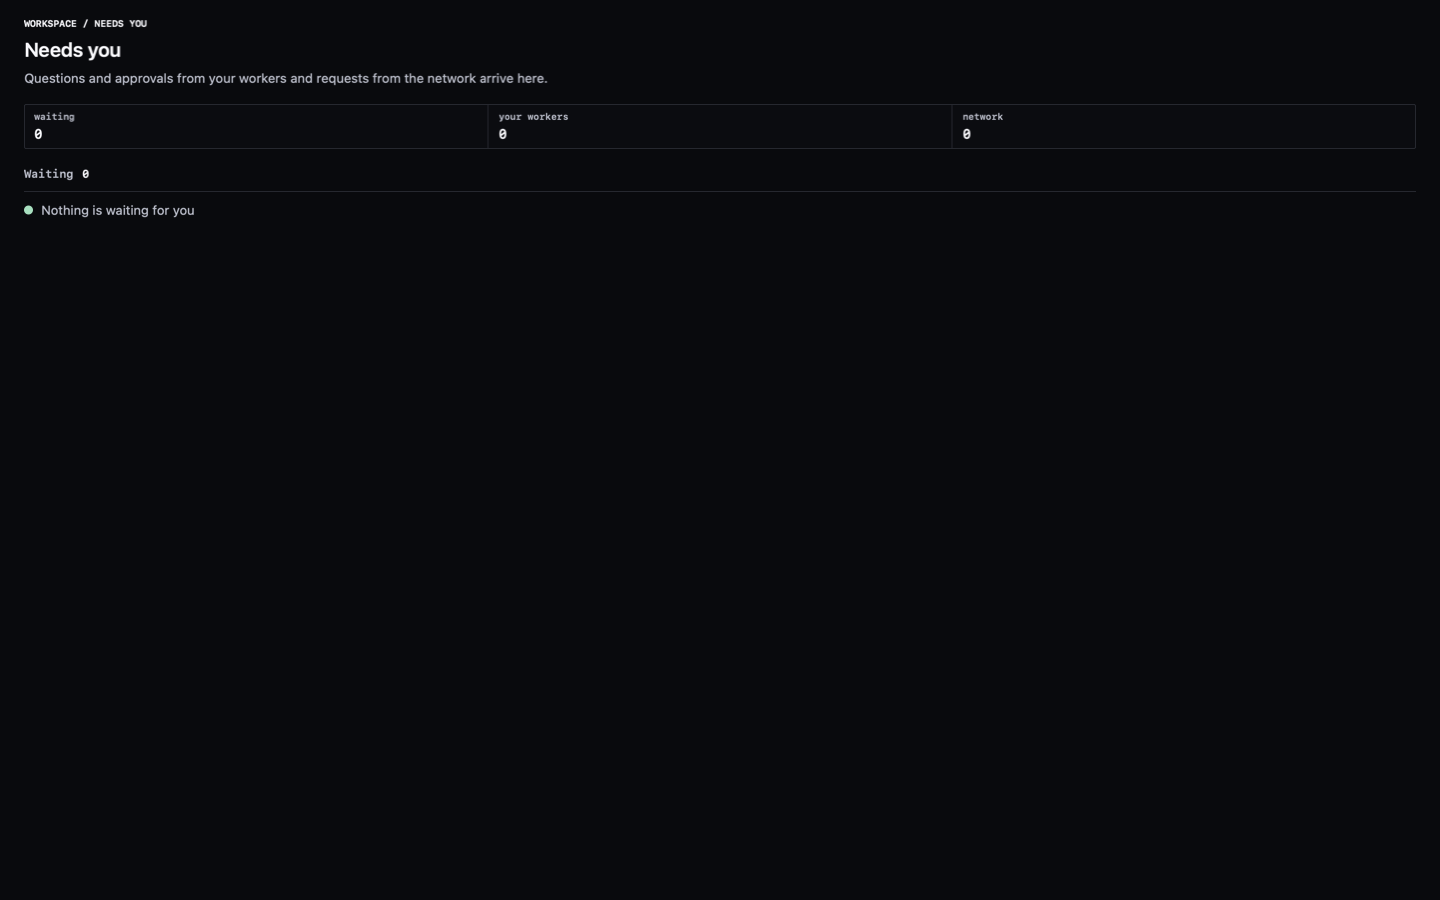 WORKSPACE / NEEDS YOU
Needs you
Questions and approvals from your workers and requests from the network arrive here.
waiting
0
your workers
0
network
0
Waiting 0
Nothing is waiting for you